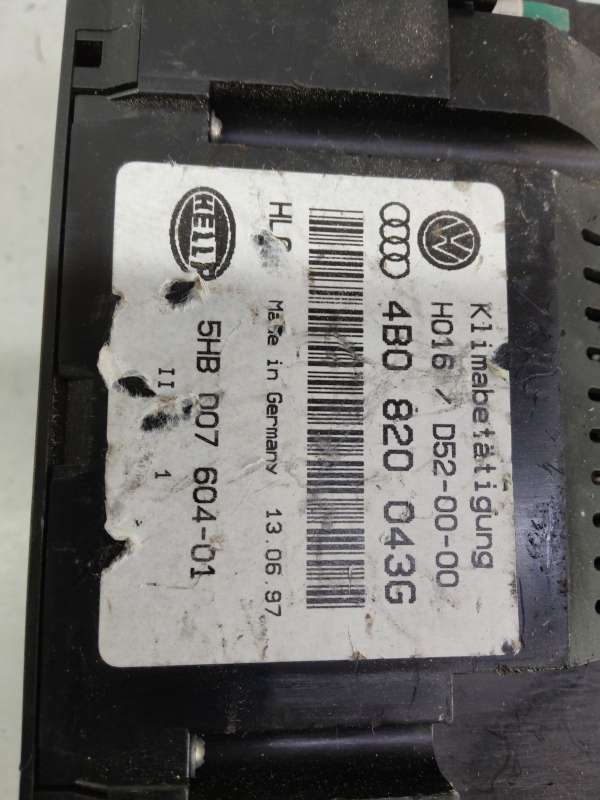 Klimabetätigung
H016 / D52-00-00
4B0 820 043G
Made in Germany 13.06.97
HELLA
5HB 007 604-01
II 1